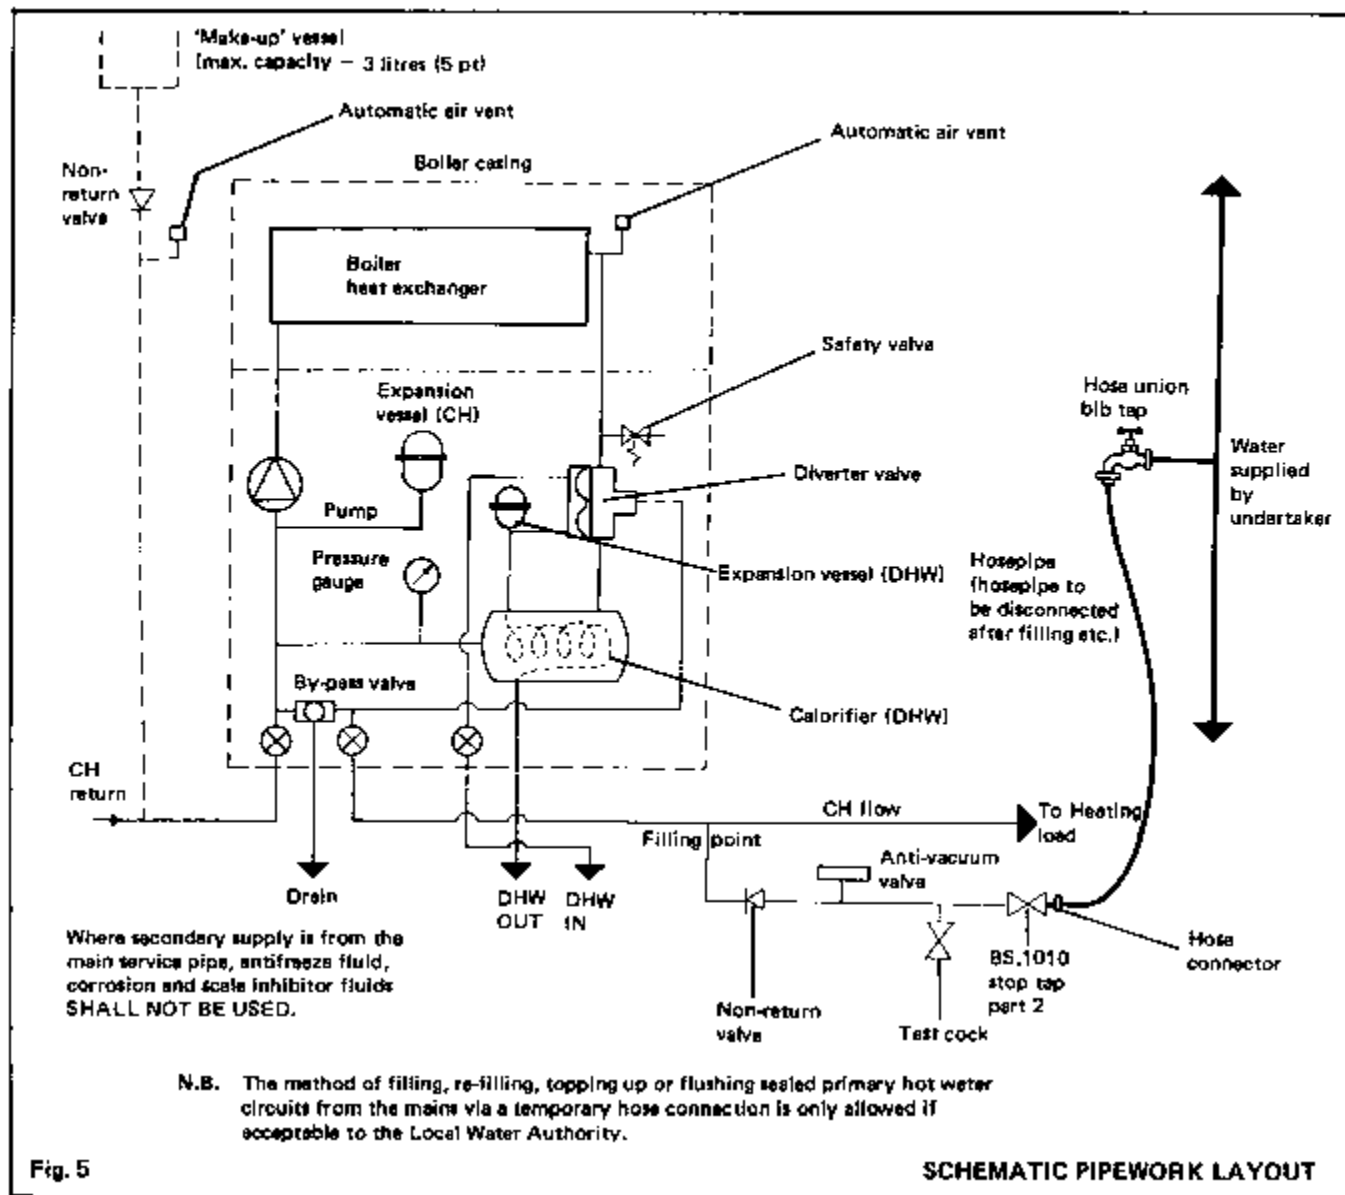 'Make-up' vessel
(max. capacity – 3 litres (5 pt)
Automatic air vent
Automatic air vent
Non-
return
valve
Boiler casing
Boiler
heat exchanger
Safety valve
Expansion
vessel (CH)
Hose union
bib tap
Diverter valve
Water
supplied
by
undertaker
Pump
Pressure
gauge
Expansion vessel (DHW)
Hosepipe
(hosepipe to
be disconnected
after filling etc.)
By-pass valve
Calorifier (DHW)
CH
return
CH flow
To Heating
load
Filling point
Anti-vacuum
valve
Drein
DHW
OUT
DHW
IN
Hose
connector
BS.1010
stop tap
part 2
Non-return
valve
Test cock
Where secondary supply is from the
main service pipe, antifreeze fluid,
corrosion and scale inhibitor fluids
SHALL NOT BE USED.
N.B. The method of filling, re-filling, topping up or flushing sealed primary hot water
circuits from the mains via a temporary hose connection is only allowed if
acceptable to the Local Water Authority.
Fig. 5
SCHEMATIC PIPEWORK LAYOUT